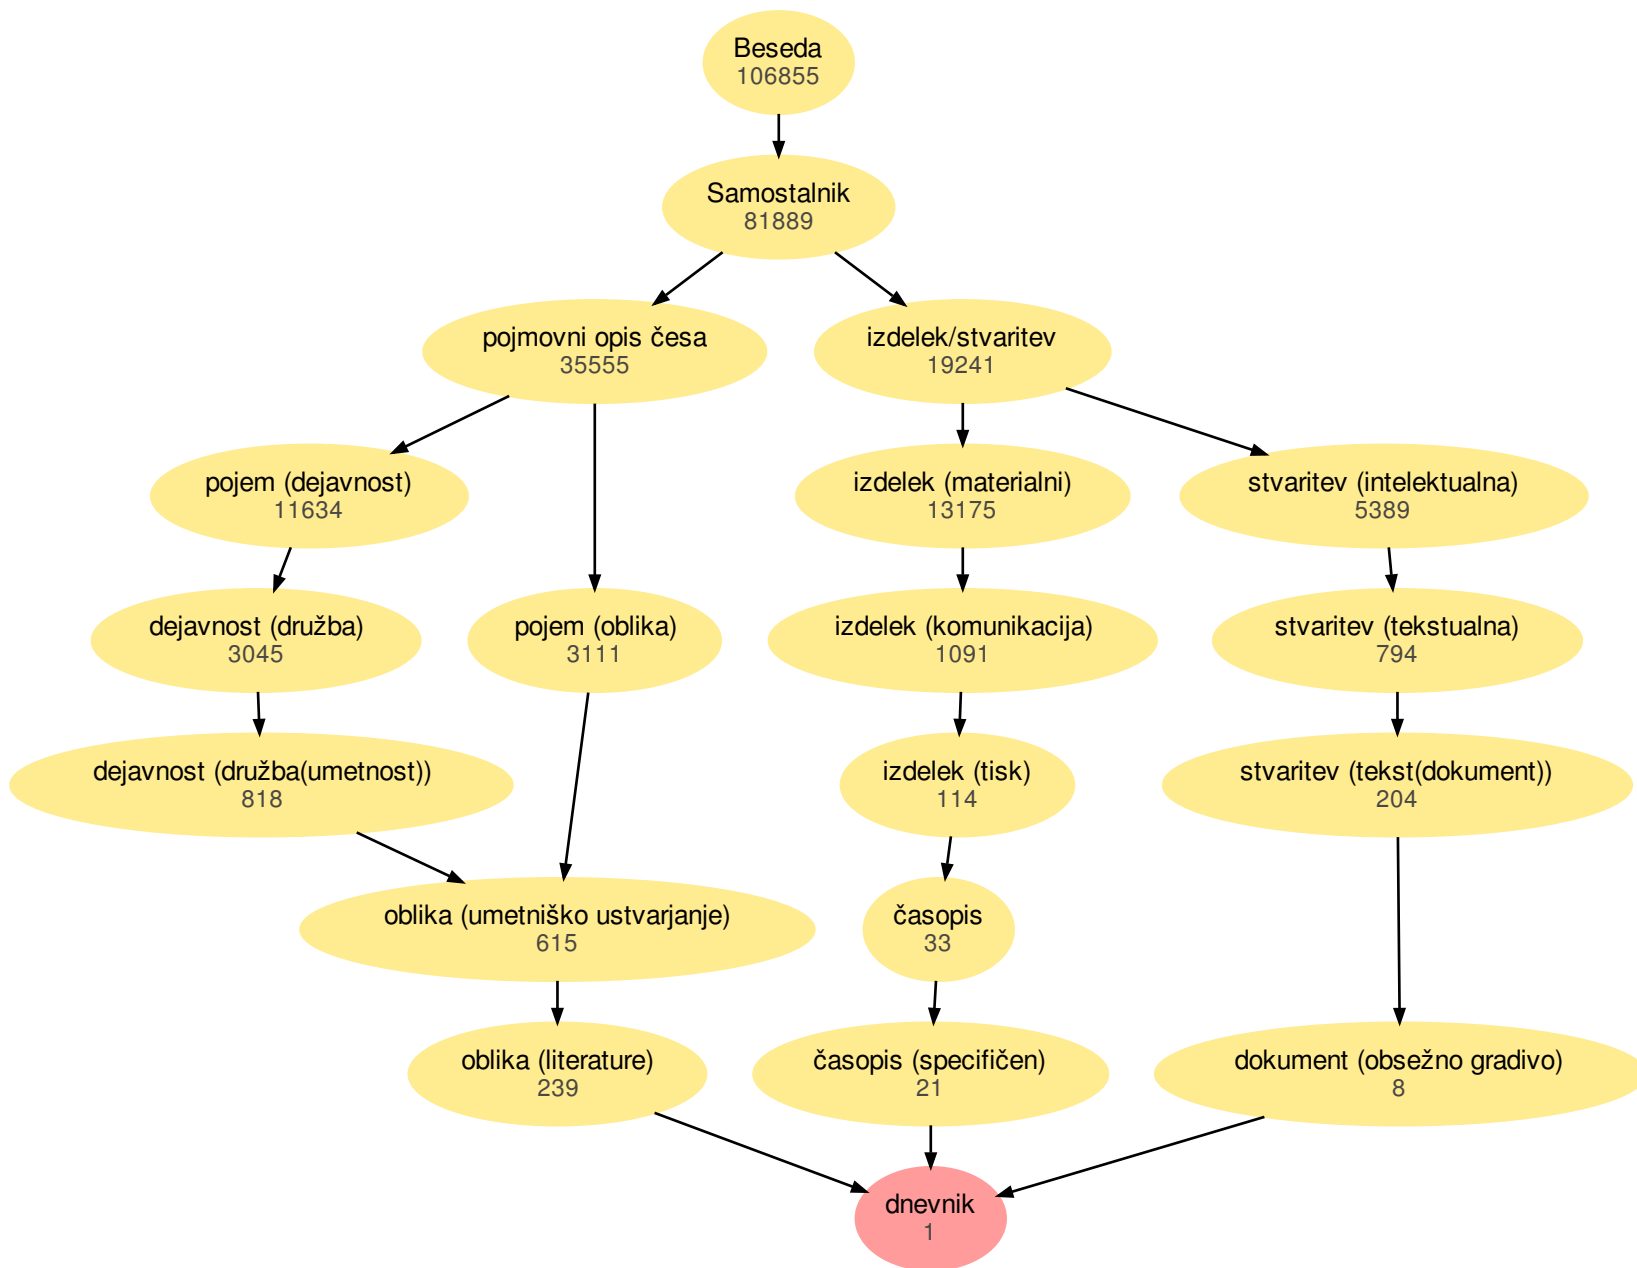 Beseda
106855
Samostalnik
81889
pojmovni opis česa
35555
izdelek/stvaritev
19241
pojem (dejavnost)
11634
izdelek (materialni)
13175
stvaritev (intelektualna)
5389
dejavnost (družba)
3045
pojem (oblika)
3111
izdelek (komunikacija)
1091
stvaritev (tekstualna)
794
dejavnost (družba(umetnost))
818
izdelek (tisk)
114
stvaritev (tekst(dokument))
204
oblika (umetniško ustvarjanje)
615
časopis
33
oblika (literature)
239
časopis (specifičen)
21
dokument (obsežno gradivo)
8
dnevnik
1